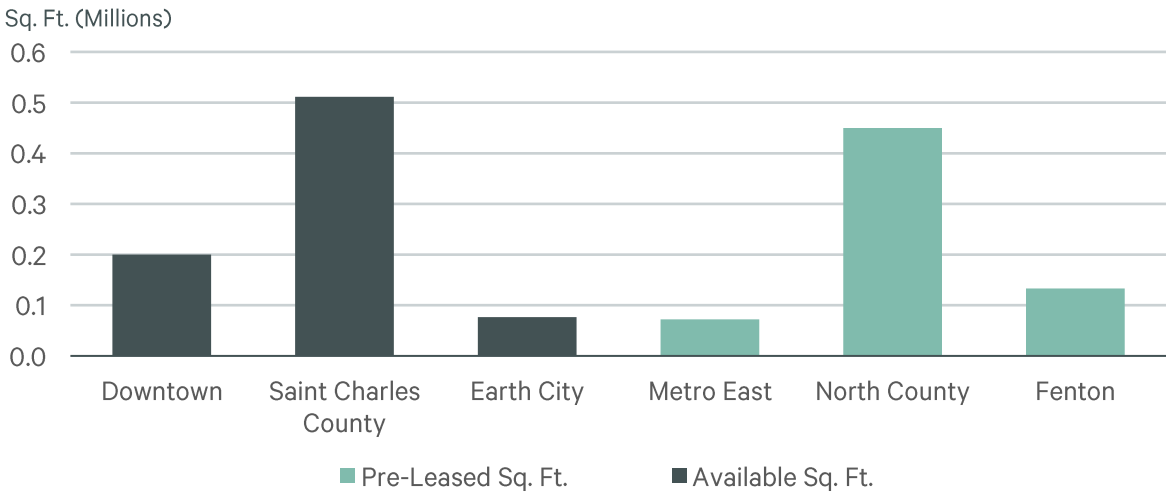 Sq. Ft. (Millions)
0.6
0.5
0.4
0.3
0.2
0.1
0.0
Downtown
Saint Charles
County
Earth City
Metro East
North County
Fenton
Pre-Leased Sq. Ft.
Available Sq. Ft.